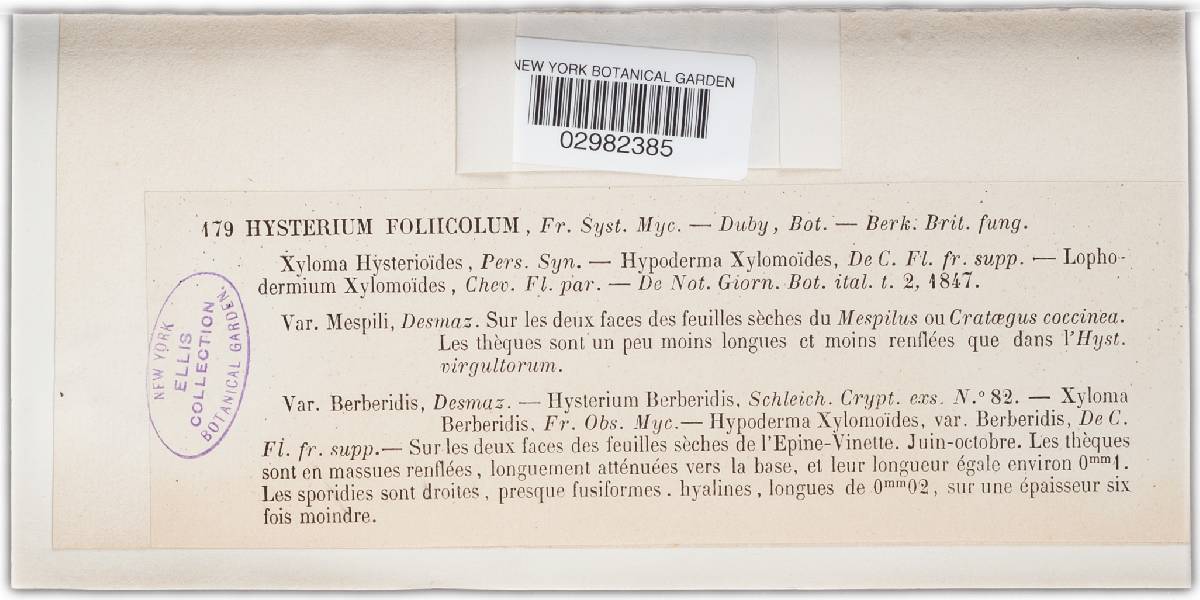 NEW YORK BOTANICAL GARDEN
02982385
179 HYSTERIUM FOLIICOLUM, Fr. Syst. Myc. — Duby, Bot. — Berk. Brit. fung.
Xyloma Hysterioïdes, Pers. Syn. — Hypoderma Xylomoïdes, De C. Fl. fr. supp. — Lopho-
dermium Xylomoïdes, Chev. Fl. par. — De Not. Giorn. Bot. ital. t. 2, 1847.
Var. Mespili, Desmaz. Sur les deux faces des feuilles sèches du Mespilus ou Cratægus coccinea.
Les thèques sont un peu moins longues et moins renflées que dans l'Hyst.
virgultorum.
Var. Berberidis, Desmaz. — Hysterium Berberidis, Schleich. Crypt. exs. N.° 82. — Xyloma
Berberidis, Fr. Obs. Myc. — Hypoderma Xylomoïdes, var. Berberidis, De C.
Fl. fr. supp. — Sur les deux faces des feuilles sèches de l'Epine-Vinette. Juin-octobre. Les thèques
sont en massues renflées, longuement atténuées vers la base, et leur longueur égale environ 0mm1.
Les sporidies sont droites, presque fusiformes. hyalines, longues de 0mm02, sur une épaisseur six
fois moindre.
NEW YORK
ELLIS
COLLECTION
BOTANICAL GARDEN.